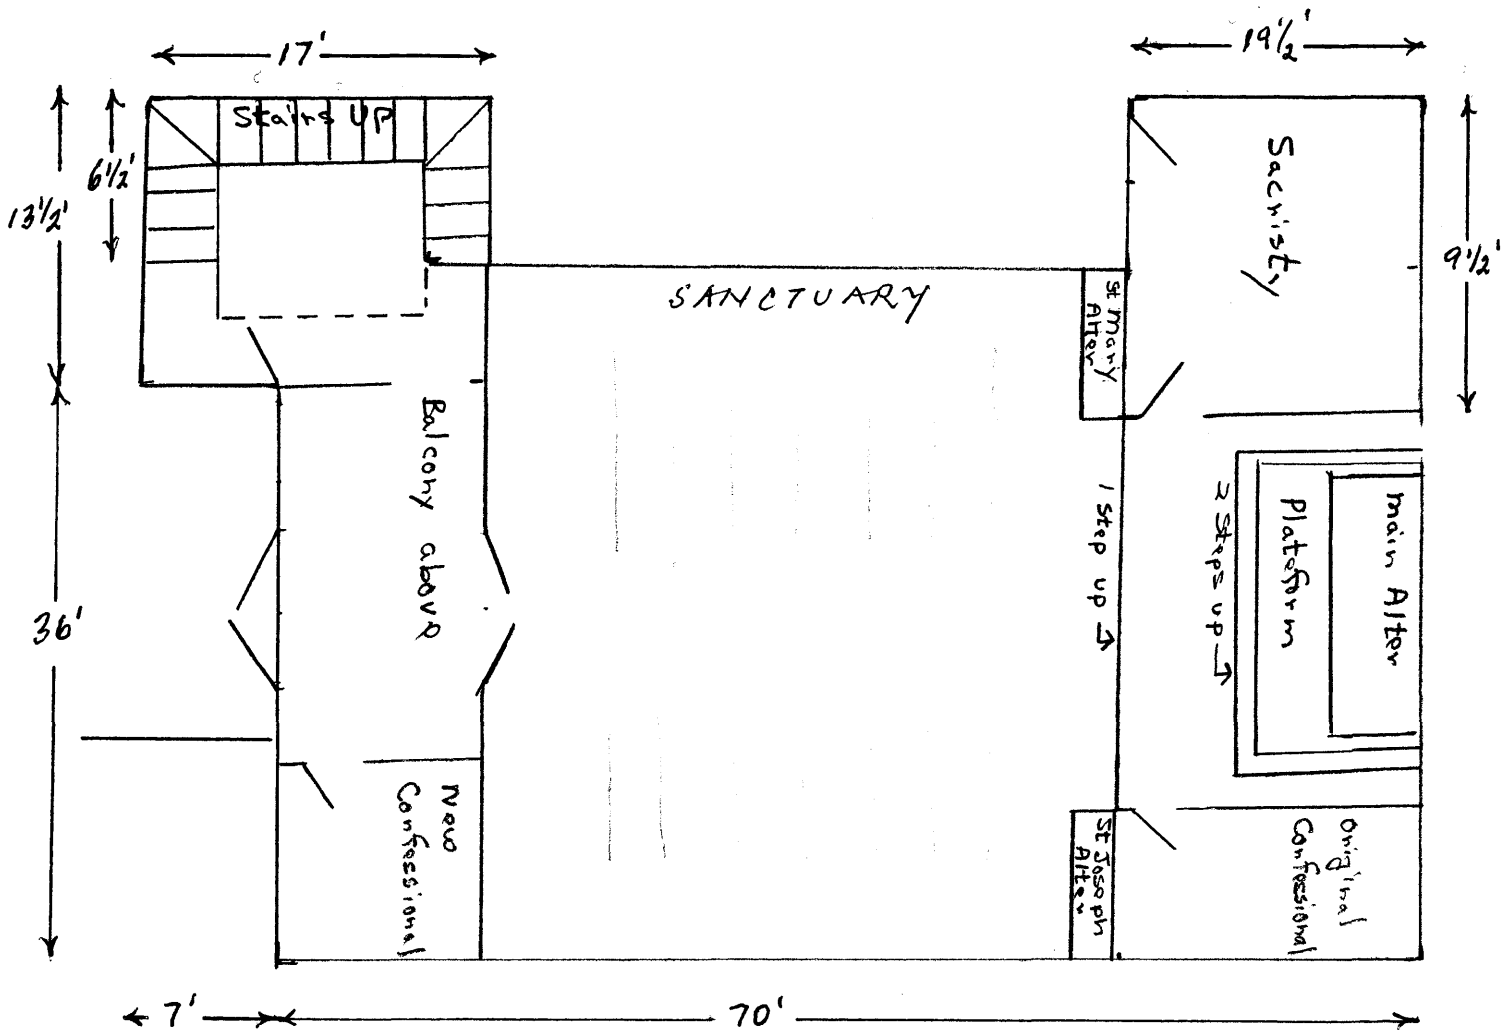 17'
19½'
Stairs UP
6½'
13½'
Sacristy
9½'
SANCTUARY
St Mary
Alter
Balcony above
1 step up →
2 steps up →
Plateform
main Alter
36'
New
Confessional
St Joseph
Alter
Original
Confessional
7'
70'